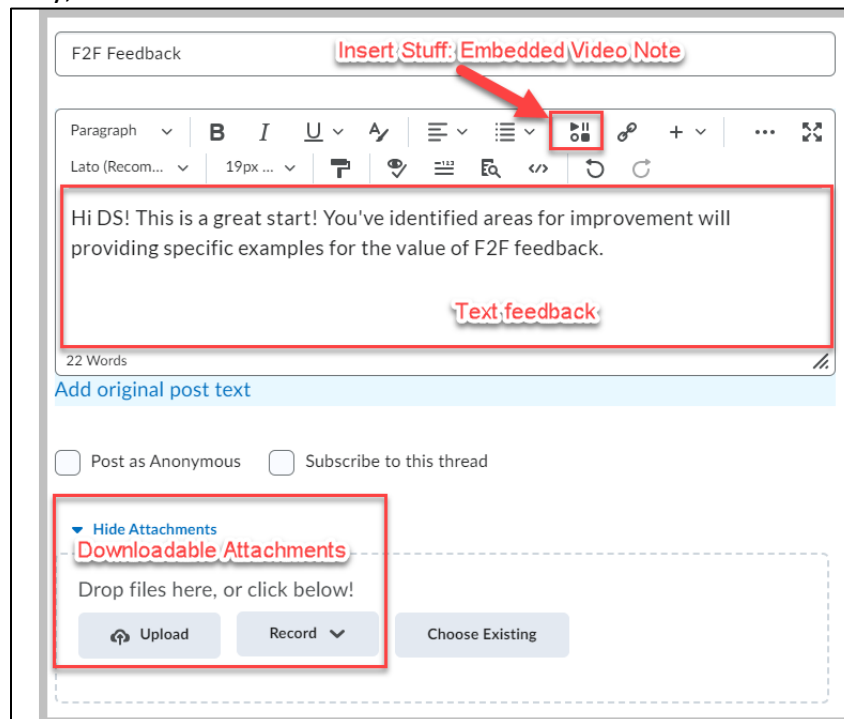 F2F Feedback
Insert Stuff: Embedded Video Note
Paragraph B I U
Lato (Recom... 19px ...
Hi DS! This is a great start! You've identified areas for improvement will
providing specific examples for the value of F2F feedback.
Text feedback
22 Words
Add original post text
Post as Anonymous Subscribe to this thread
Hide Attachments
Downloadable Attachments
Drop files here, or click below!
Upload Record Choose Existing